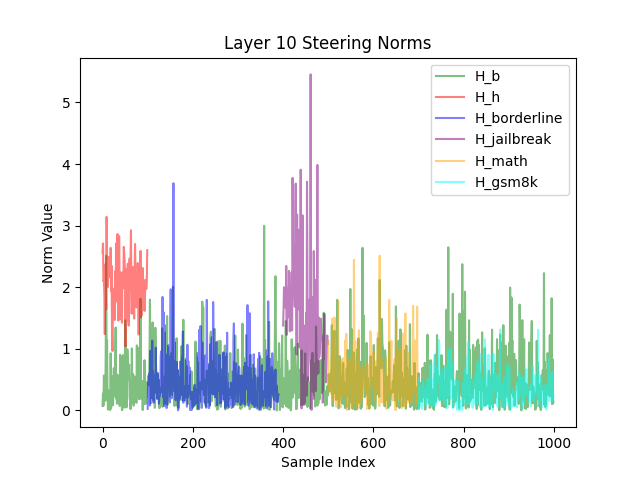 Layer 10 Steering Norms
Norm Value
5
4
3
2
1
0
H_b
H_h
H_borderline
H_jailbreak
H_math
H_gsm8k
0 200 400 600 800 1000
Sample Index